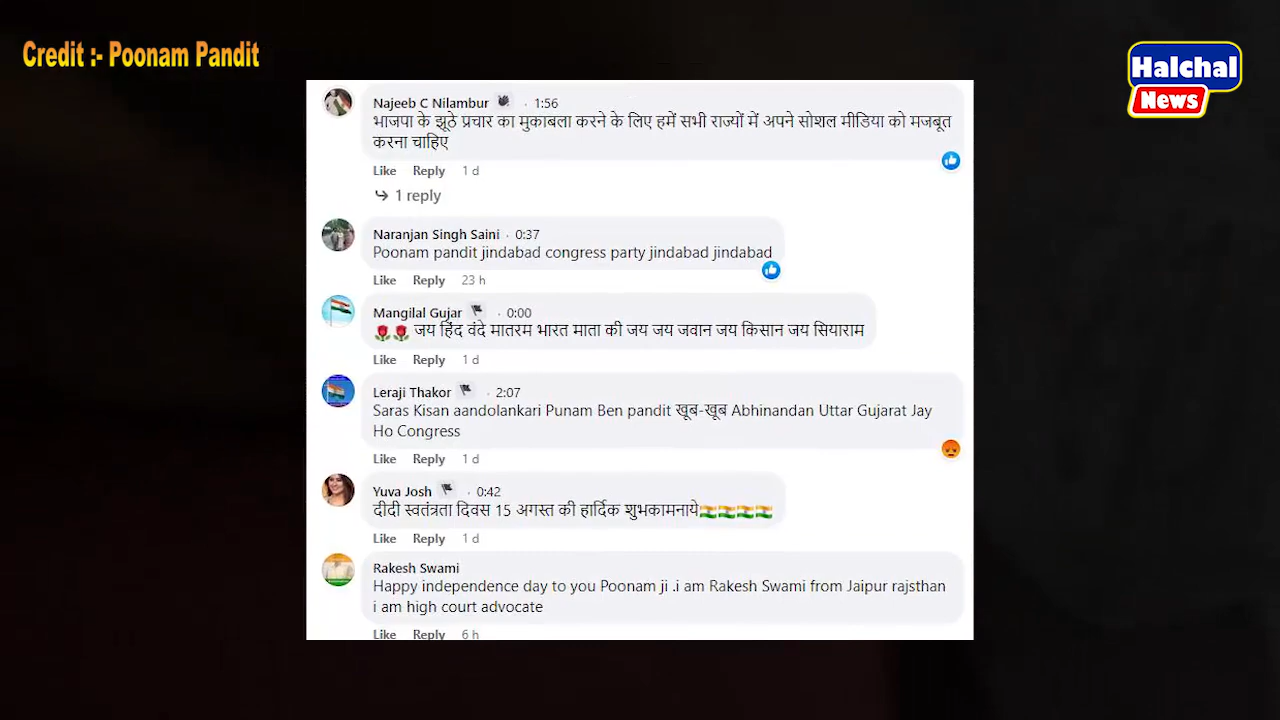 Credit :- Poonam Pandit
Halchal
News
Najeeb C Nilambur · 1:56
भाजपा के झूठे प्रचार का मुकाबला करने के लिए हमें सभी राज्यों में अपने सोशल मीडिया को मजबूत
करना चाहिए
Like Reply 1 d
1 reply
Naranjan Singh Saini · 0:37
Poonam pandit jindabad congress party jindabad jindabad
Like Reply 23 h
Mangilal Gujar · 0:00
🌹🌹 जय हिंद वंदे मातरम भारत माता की जय जय जवान जय किसान जय सियाराम
Like Reply 1 d
Leraji Thakor · 2:07
Saras Kisan aandolankari Punam Ben pandit खूब-खूब Abhinandan Uttar Gujarat Jay
Ho Congress
Like Reply 1 d
Yuva Josh · 0:42
दीदी स्वतंत्रता दिवस 15 अगस्त की हार्दिक शुभकामनाये🇮🇳🇮🇳🇮🇳🇮🇳
Like Reply 1 d
Rakesh Swami
Happy independence day to you Poonam ji .i am Rakesh Swami from Jaipur rajsthan
i am high court advocate
Like Reply 6 h